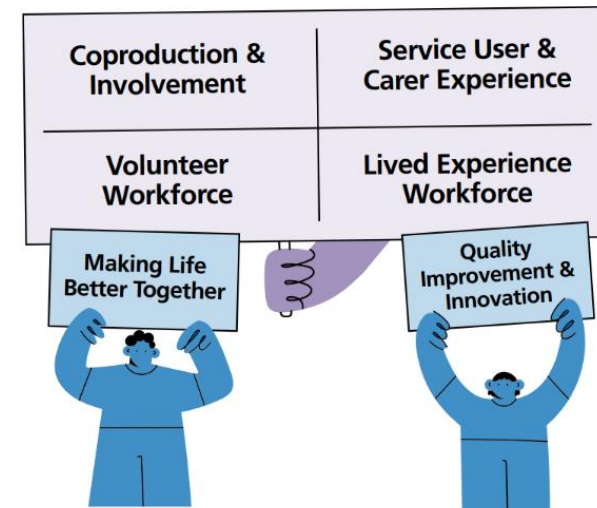 Coproduction &
Involvement
Service User &
Carer Experience
Volunteer
Workforce
Lived Experience
Workforce
Making Life
Better Together
Quality
Improvement &
Innovation